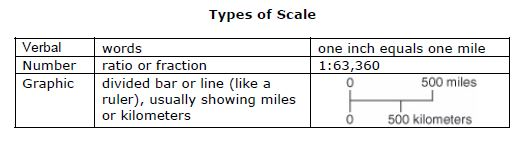 Types of Scale
Verbal words one inch equals one mile
Number ratio or fraction 1:63,360
Graphic divided bar or line (like a 0 500 miles
ruler), usually showing miles
or kilometers 0 500 kilometers